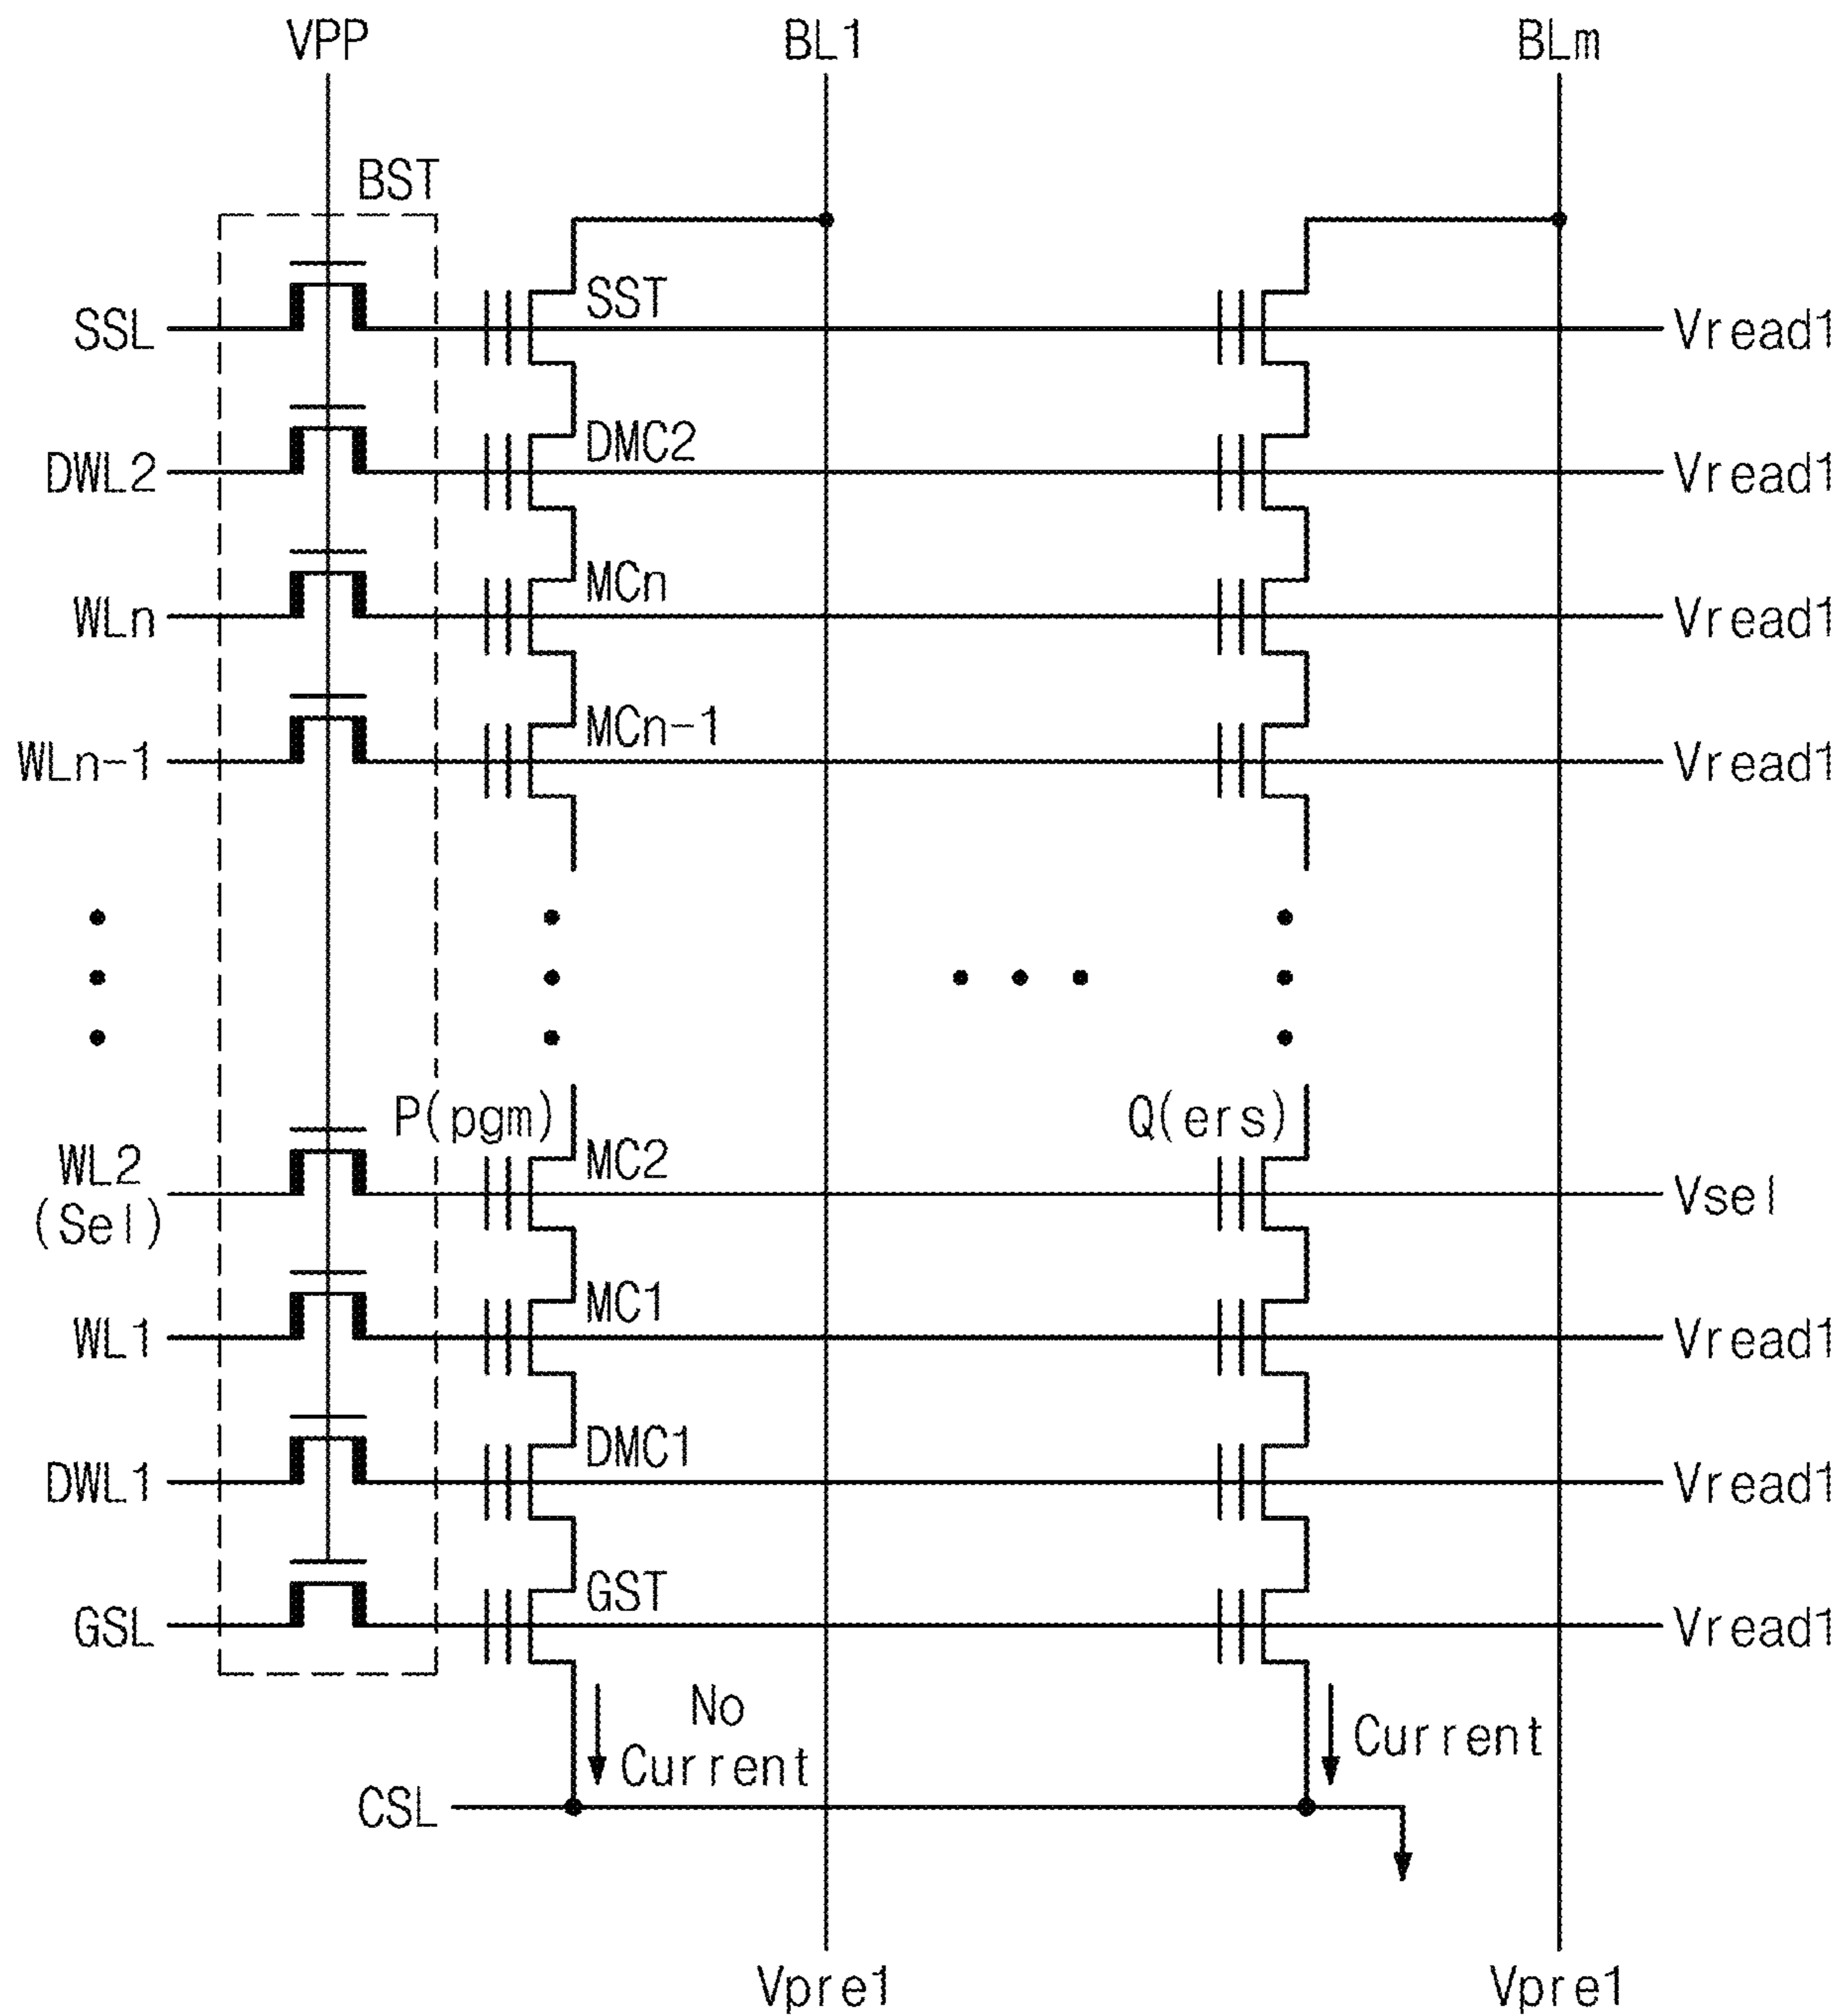 VPP BL1 BLm
BST
SSL SST Vread1
DWL2 DMC2 Vread1
WLn MCn Vread1
WLn-1 MCn-1 Vread1
P(pgm) Q(ers)
WL2 MC2 Vsel
(Sel)
WL1 MC1 Vread1
DWL1 DMC1 Vread1
GSL GST Vread1
No
Current
Current
CSL
Vpre1 Vpre1